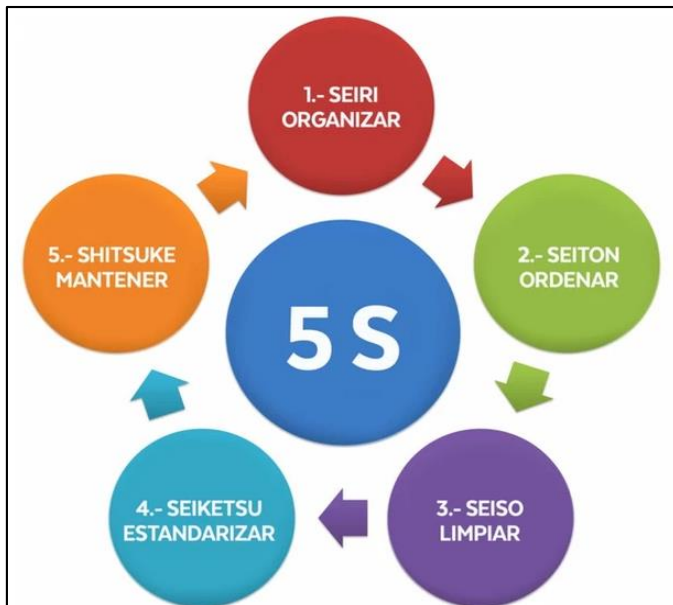 1.- SEIRI
ORGANIZAR
2.- SEITON
ORDENAR
3.- SEISO
LIMPIAR
4.- SEIKETSU
ESTANDARIZAR
5.- SHITSUKE
MANTENER
5 S